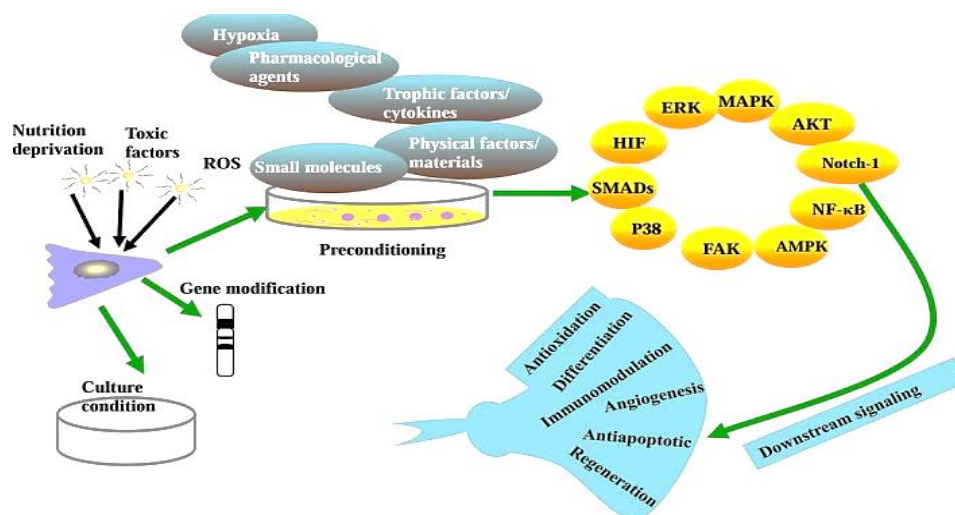 Hypoxia
Pharmacological
agents
Trophic factors/
cytokines
Physical factors/
materials
Small molecules
Nutrition
deprivation
Toxic
factors
ROS
Preconditioning
Gene modification
Culture
condition
ERK
MAPK
AKT
HIF
Notch-1
SMADs
NF-κB
P38
FAK
AMPK
Antioxidation
Differentiation
Immunomodulation
Angiogenesis
Antiapoptotic
Regeneration
Downstream signaling